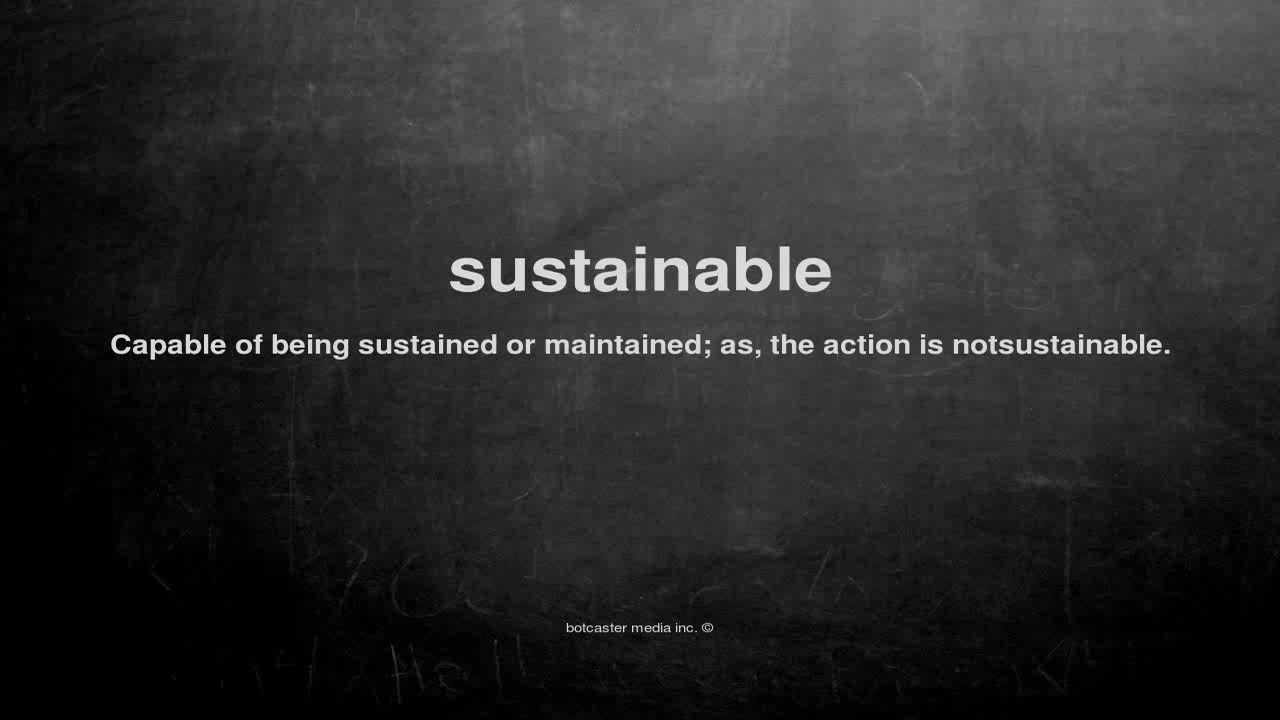 sustainable
Capable of being sustained or maintained; as, the action is notsustainable.
botcaster media inc. ©